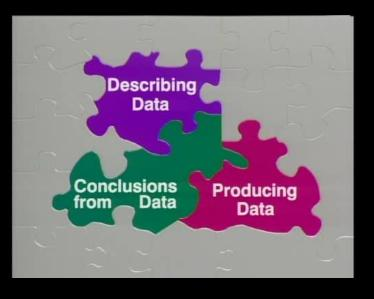 Describing
Data
Conclusions
from Data
Producing
Data